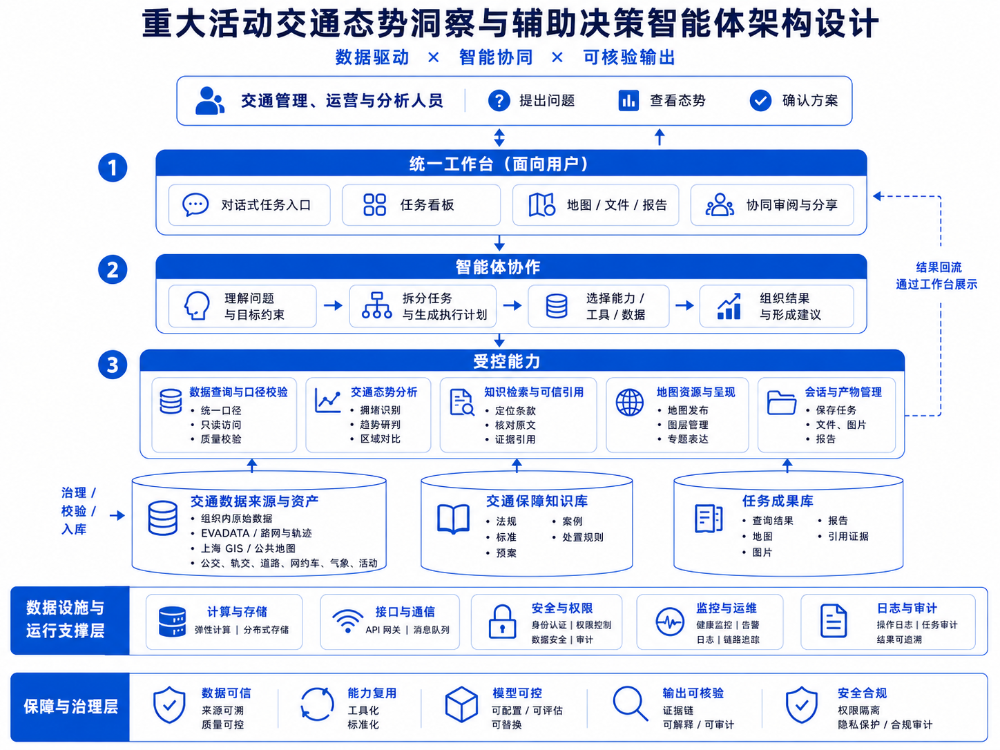 重大活动交通态势洞察与辅助决策智能体架构设计
数据驱动 × 智能协同 × 可核验输出
交通管理、运营与分析人员
提出问题
查看态势
确认方案
1
统一工作台（面向用户）
对话式任务入口
任务看板
地图 / 文件 / 报告
协同审阅与分享
2
智能体协作
理解问题
与目标约束
拆分任务
与生成执行计划
选择能力 /
工具 / 数据
组织结果
与形成建议
结果回流
通过工作台展示
3
受控能力
数据查询与口径校验
• 统一口径
• 只读访问
• 质量校验
交通态势分析
• 拥堵识别
• 趋势研判
• 区域对比
知识检索与可信引用
• 定位条款
• 核对原文
• 证据引用
地图资源与呈现
• 地图发布
• 图层管理
• 专题表达
会话与产物管理
• 保存任务
• 文件、图片
• 报告
治理 /
校验 /
入库
交通数据来源与资产
• 组织内原始数据
• EVADATA / 路网与轨迹
• 上海 GIS / 公共地图
• 公交、轨交、道路、网约车、气象、活动
交通保障知识库
• 法规
• 标准
• 预案
• 案例
• 处置规则
任务成果库
• 查询结果
• 地图
• 图片
• 报告
• 引用证据
数据设施与
运行支撑层
计算与存储
弹性计算 | 分布式存储
接口与通信
API 网关 | 消息队列
安全与权限
身份认证 | 权限控制
数据安全 | 审计
监控与运维
健康监控 | 告警
日志 | 链路追踪
日志与审计
操作日志 | 任务审计
结果可追溯
保障与治理层
数据可信
来源可溯
质量可控
能力复用
工具化
标准化
模型可控
可配置 / 可评估
可替换
输出可核验
证据链
可解释 / 可审计
安全合规
权限隔离
隐私保护 / 合规审计